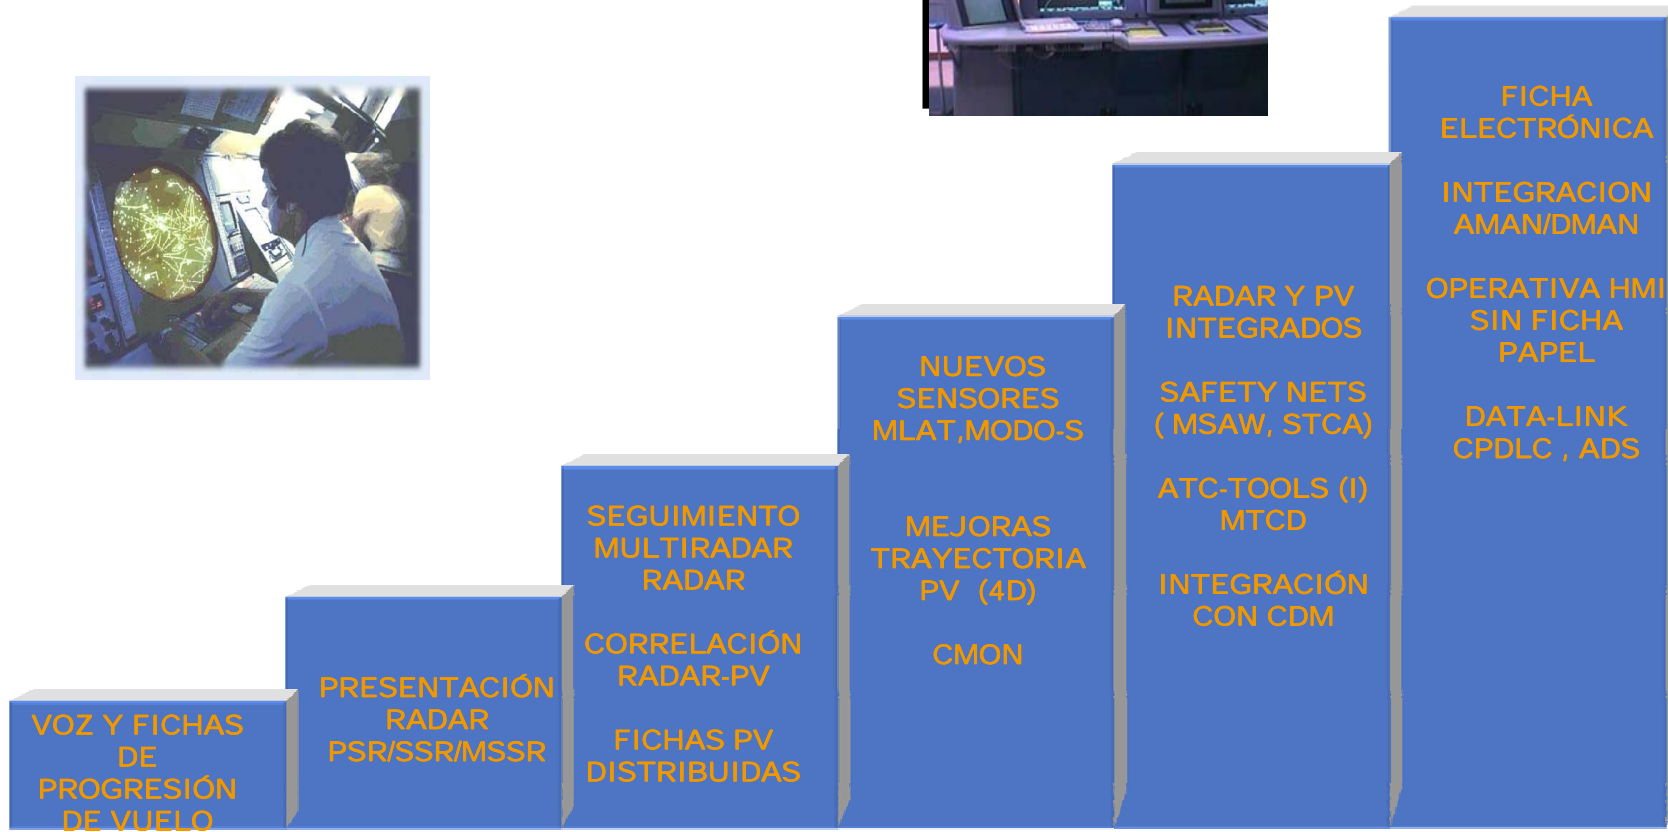 VOZ Y FICHAS
DE
PROGRESIÓN
DE VUELO
PRESENTACIÓN
RADAR
PSR/SSR/MSSR
SEGUIMIENTO
MULTIRADAR
RADAR
CORRELACIÓN
RADAR-PV
FICHAS PV
DISTRIBUIDAS
NUEVOS
SENSORES
MLAT,MODO-S
MEJORAS
TRAYECTORIA
PV (4D)
CMON
RADAR Y PV
INTEGRADOS
SAFETY NETS
( MSAW, STCA)
ATC-TOOLS (I)
MTCD
INTEGRACIÓN
CON CDM
FICHA
ELECTRÓNICA
INTEGRACION
AMAN/DMAN
OPERATIVA HMI
SIN FICHA
PAPEL
DATA-LINK
CPDLC , ADS